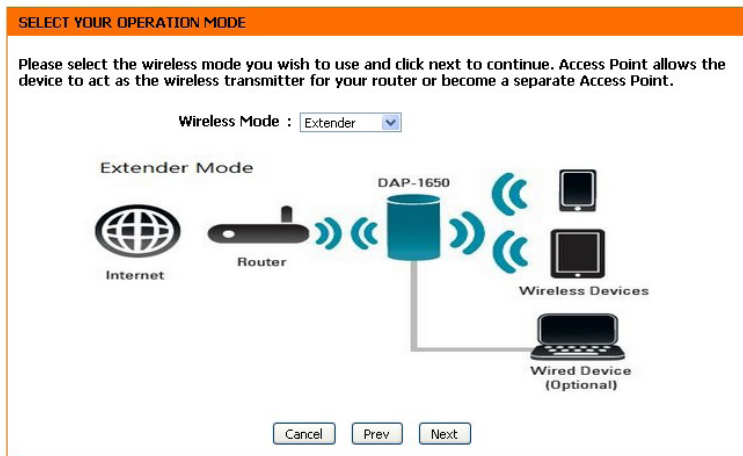 SELECT YOUR OPERATION MODE
Please select the wireless mode you wish to use and click next to continue. Access Point allows the
device to act as the wireless transmitter for your router or become a separate Access Point.
Wireless Mode : Extender
Extender Mode
DAP-1650
Router
Internet
Wireless Devices
Wired Device
(Optional)
Cancel Prev Next